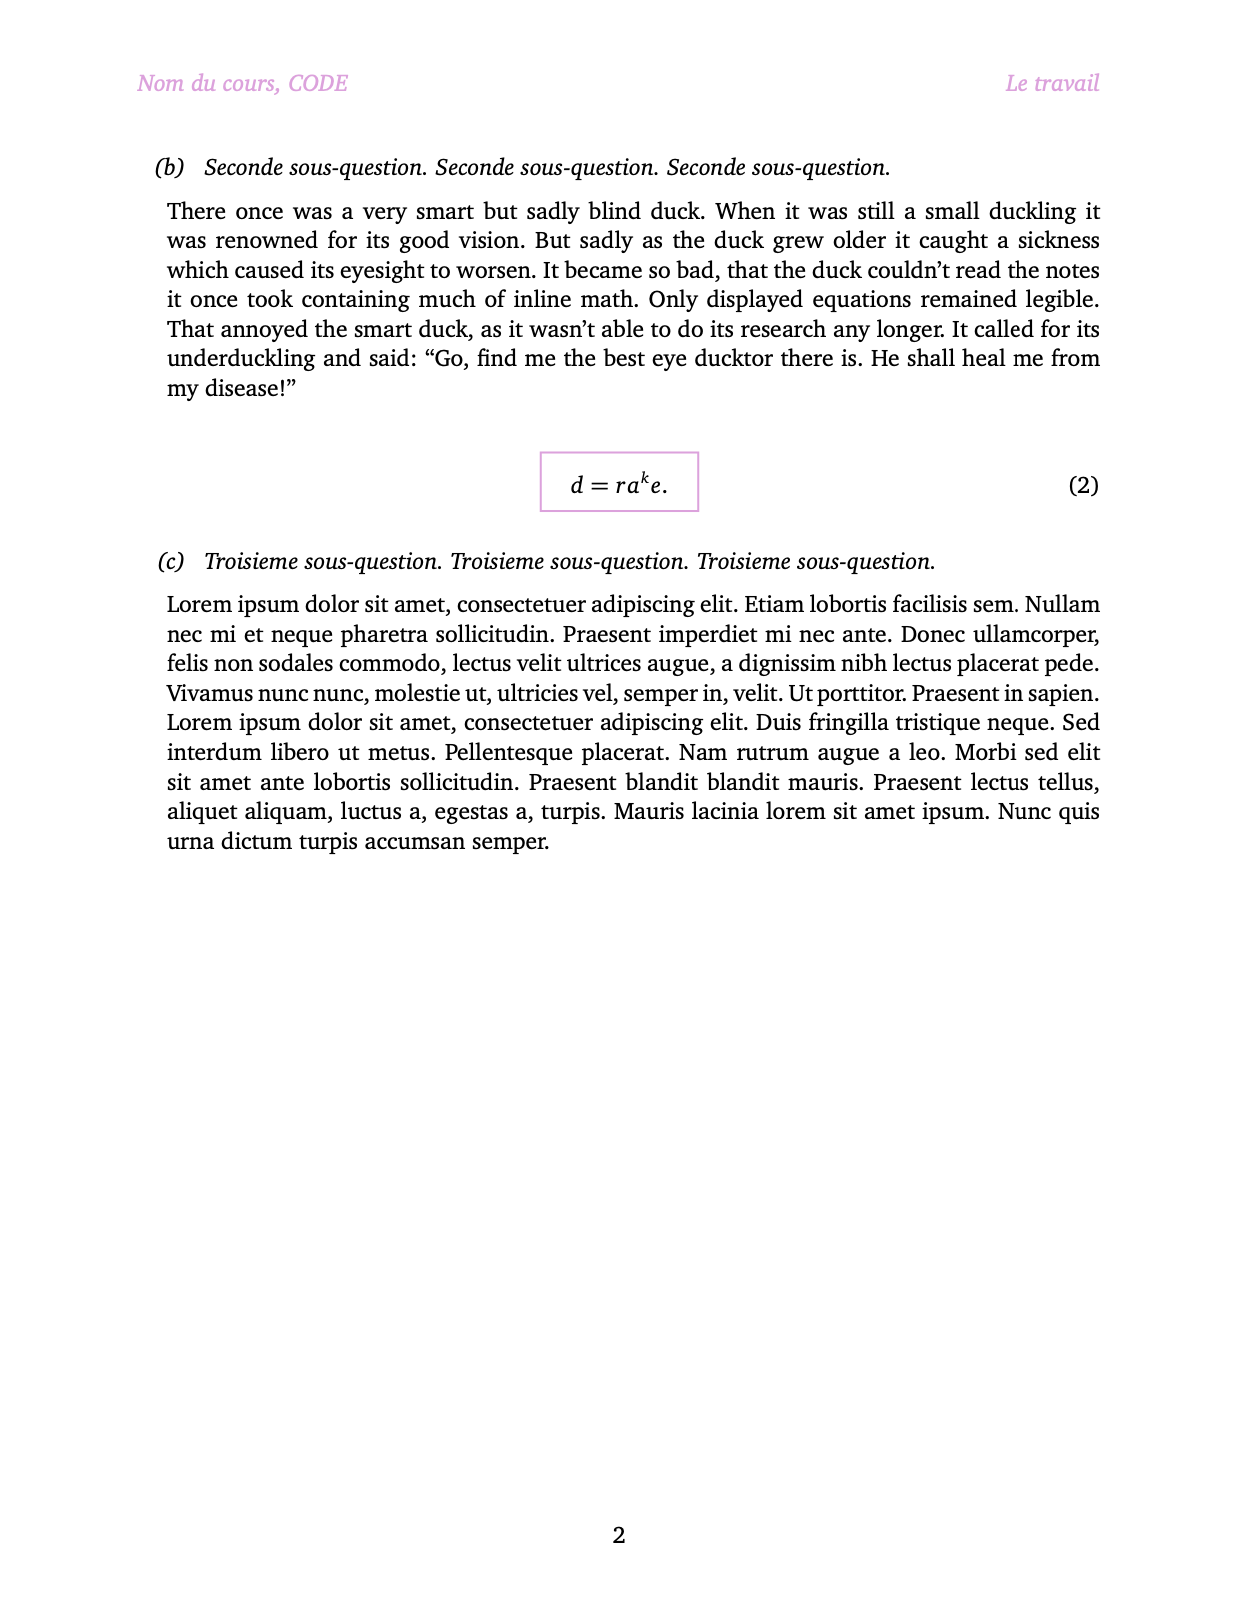 Nom du cours, CODE Le travail
(b) Seconde sous-question. Seconde sous-question. Seconde sous-question.
There once was a very smart but sadly blind duck. When it was still a small duckling it
was renowned for its good vision. But sadly as the duck grew older it caught a sickness
which caused its eyesight to worsen. It became so bad, that the duck couldn’t read the notes
it once took containing much of inline math. Only displayed equations remained legible.
That annoyed the smart duck, as it wasn’t able to do its research any longer. It called for its
underduckling and said: “Go, find me the best eye ducktor there is. He shall heal me from
my disease!”
d = ra^k e. (2)
(c) Troisieme sous-question. Troisieme sous-question. Troisieme sous-question.
Lorem ipsum dolor sit amet, consectetuer adipiscing elit. Etiam lobortis facilisis sem. Nullam
nec mi et neque pharetra sollicitudin. Praesent imperdiet mi nec ante. Donec ullamcorper,
felis non sodales commodo, lectus velit ultrices augue, a dignissim nibh lectus placerat pede.
Vivamus nunc nunc, molestie ut, ultricies vel, semper in, velit. Ut porttitor. Praesent in sapien.
Lorem ipsum dolor sit amet, consectetuer adipiscing elit. Duis fringilla tristique neque. Sed
interdum libero ut metus. Pellentesque placerat. Nam rutrum augue a leo. Morbi sed elit
sit amet ante lobortis sollicitudin. Praesent blandit blandit mauris. Praesent lectus tellus,
aliquet aliquam, luctus a, egestas a, turpis. Mauris lacinia lorem sit amet ipsum. Nunc quis
urna dictum turpis accumsan semper.
2